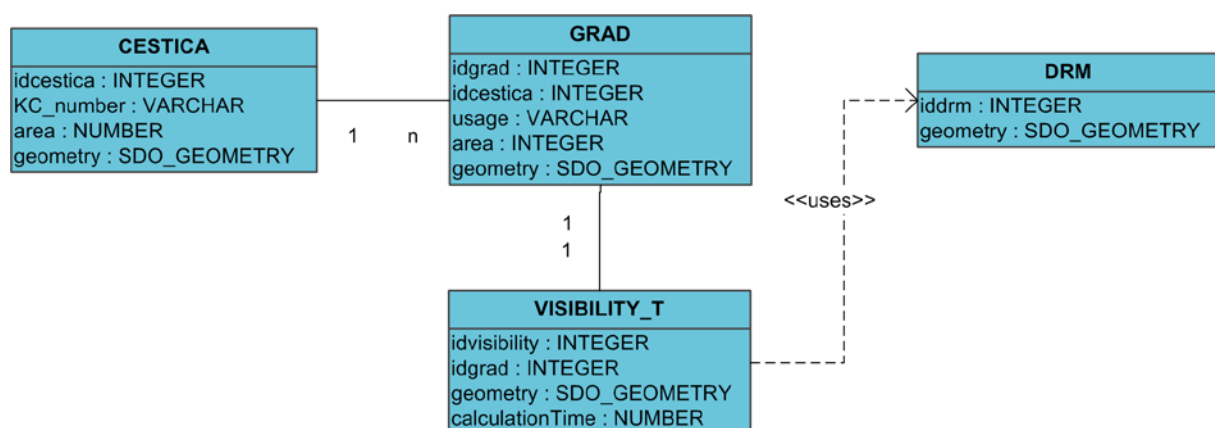 CESTICA
idcestica : INTEGER
KC_number : VARCHAR
area : NUMBER
geometry : SDO_GEOMETRY
1
n
GRAD
idgrad : INTEGER
idcestica : INTEGER
usage : VARCHAR
area : INTEGER
geometry : SDO_GEOMETRY
1
1
VISIBILITY_T
idvisibility : INTEGER
idgrad : INTEGER
geometry : SDO_GEOMETRY
calculationTime : NUMBER
<<uses>>
DRM
iddrm : INTEGER
geometry : SDO_GEOMETRY